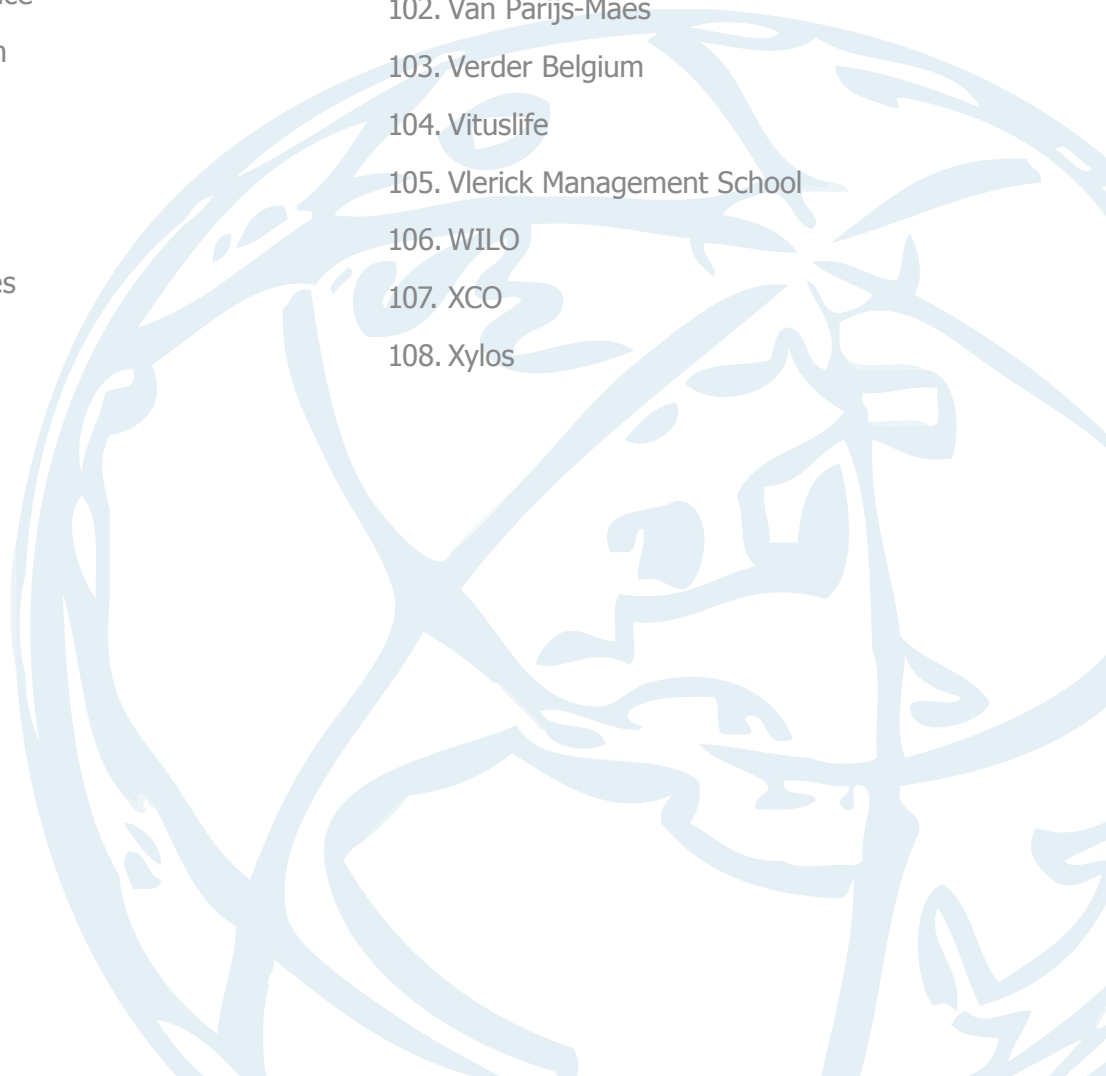 102. Van Parijs-Maes
103. Verder Belgium
104. Vituslife
105. Vlerick Management School
106. WILO
107. XCO
108. Xylos